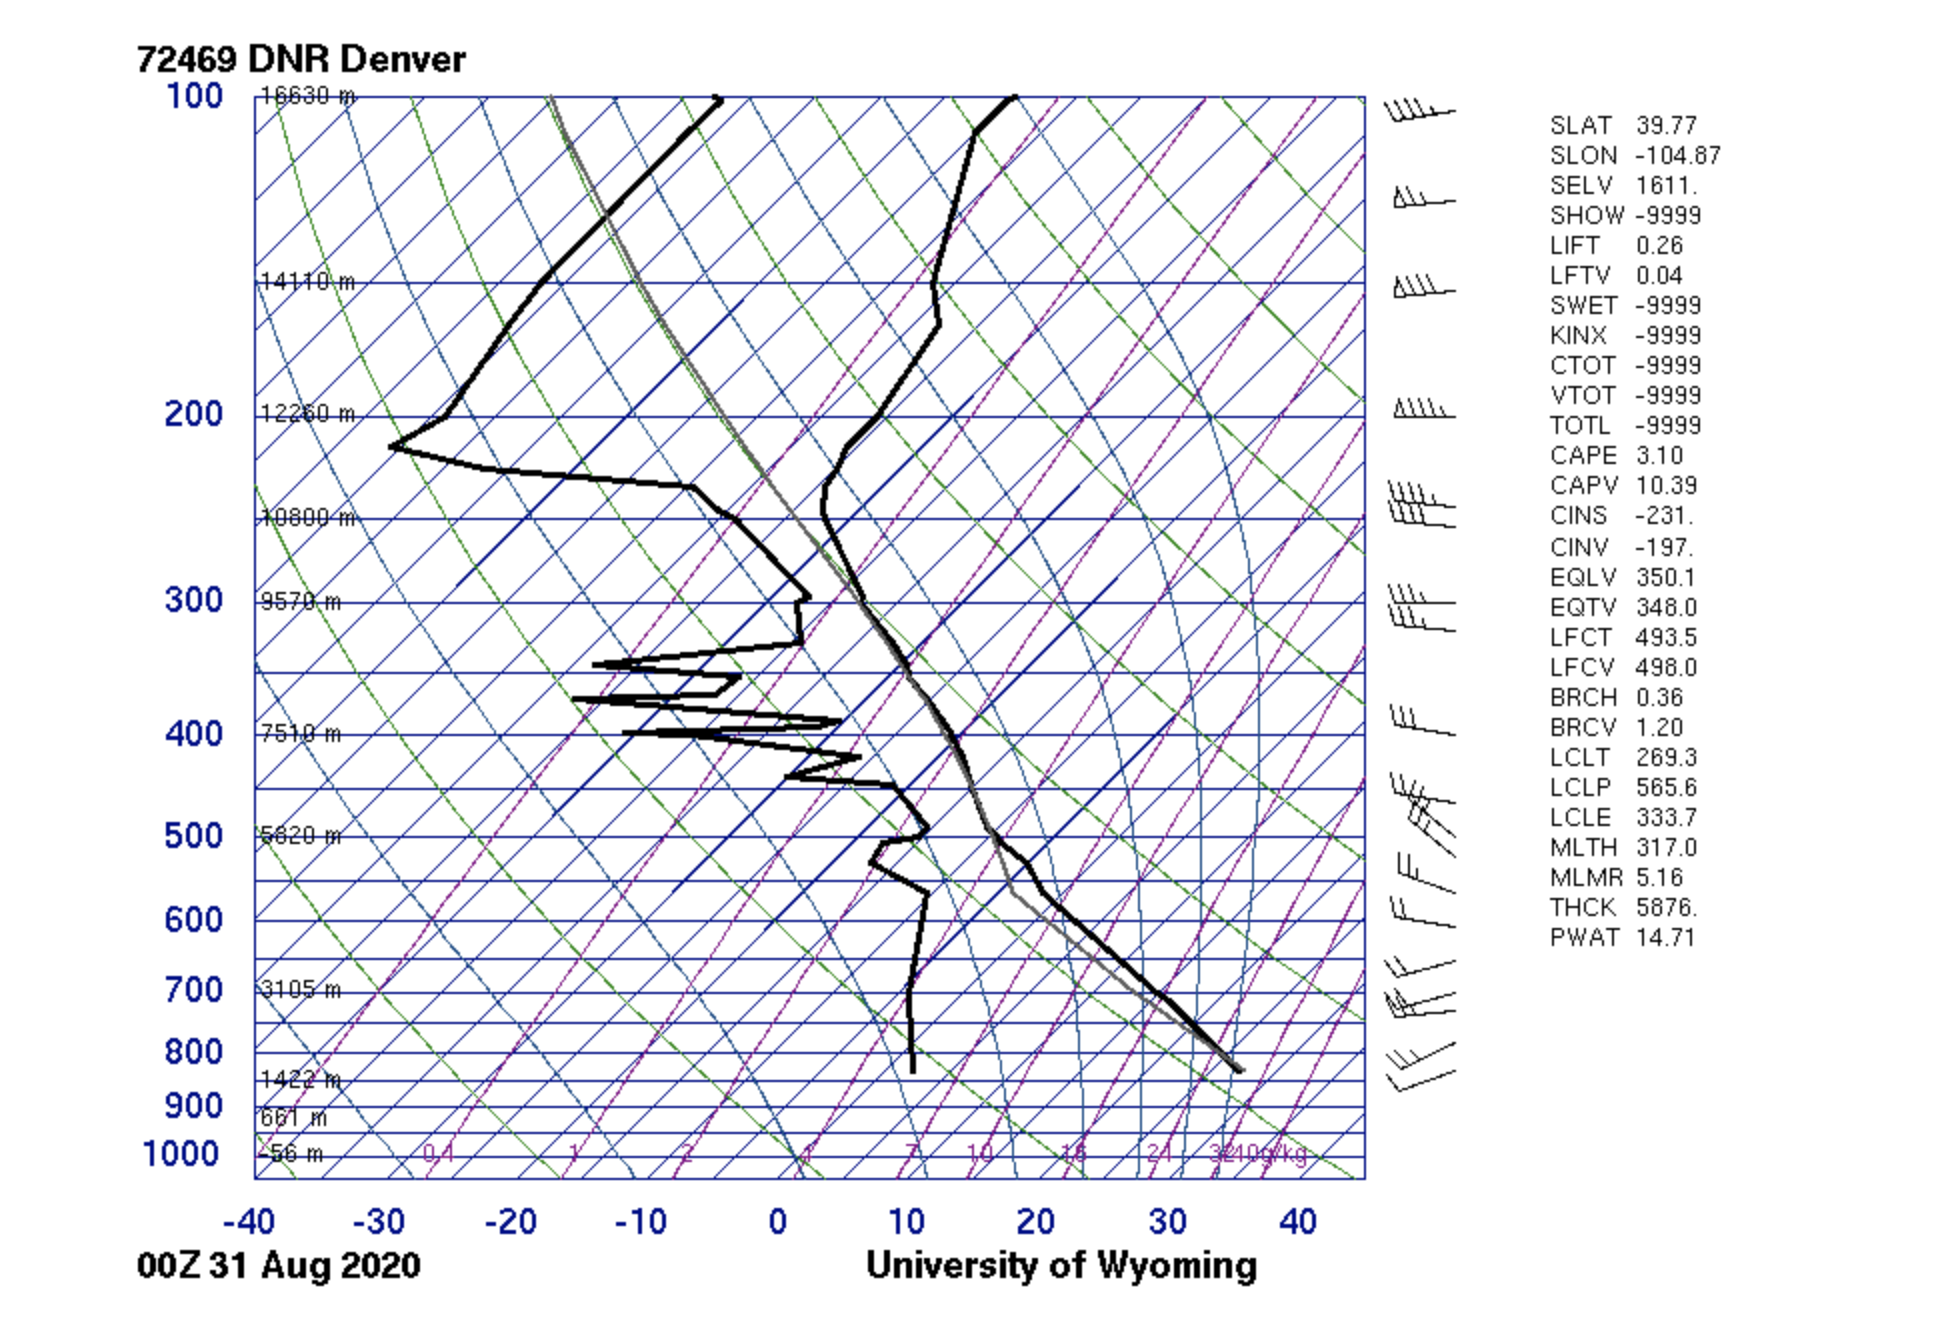 72469 DNR Denver
100
16630 m
14110 m
200
12260 m
10800 m
300
9570 m
400
7510 m
500
5820 m
600
700
3105 m
800
1422 m
900
661 m
1000
-56 m
0.4 1 2 4 7 10 16 24 32 40g/kg
-40 -30 -20 -10 0 10 20 30 40
00Z 31 Aug 2020 University of Wyoming
SLAT 39.77
SLON -104.87
SELV 1611.
SHOW -9999
LIFT 0.26
LFTV 0.04
SWET -9999
KINX -9999
CTOT -9999
VTOT -9999
TOTL -9999
CAPE 3.10
CAPV 10.39
CINS -231.
CINV -197.
EQLV 350.1
EQTV 348.0
LFCT 493.5
LFCV 498.0
BRCH 0.36
BRCV 1.20
LCLT 269.3
LCLP 565.6
LCLE 333.7
MLTH 317.0
MLMR 5.16
THCK 5876.
PWAT 14.71